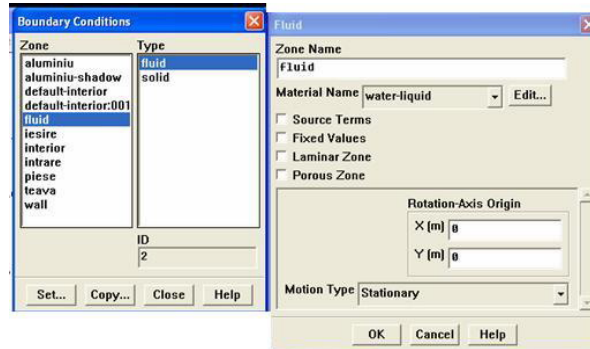 Boundary Conditions
Zone
Type
aluminiu
aluminiu-shadow
default-interior
default-interior:001
fluid
iesire
interior
intrare
piese
teava
wall
fluid
solid
ID
2
Set...
Copy...
Close
Help
Fluid
Zone Name
fluid
Material Name water-liquid
Edit...
Source Terms
Fixed Values
Laminar Zone
Porous Zone
Rotation-Axis Origin
X (m) 0
Y (m) 0
Motion Type Stationary
OK
Cancel
Help